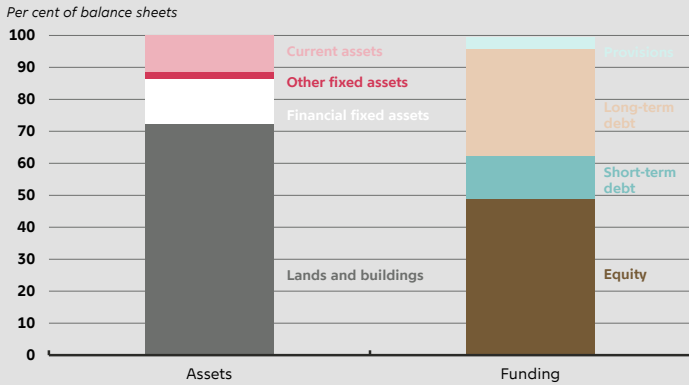 Per cent of balance sheets
100
90
80
70
60
50
40
30
20
10
0
Current assets
Other fixed assets
Financial fixed assets
Lands and buildings
Provisions
Long-term
debt
Short-term
debt
Equity
Assets
Funding